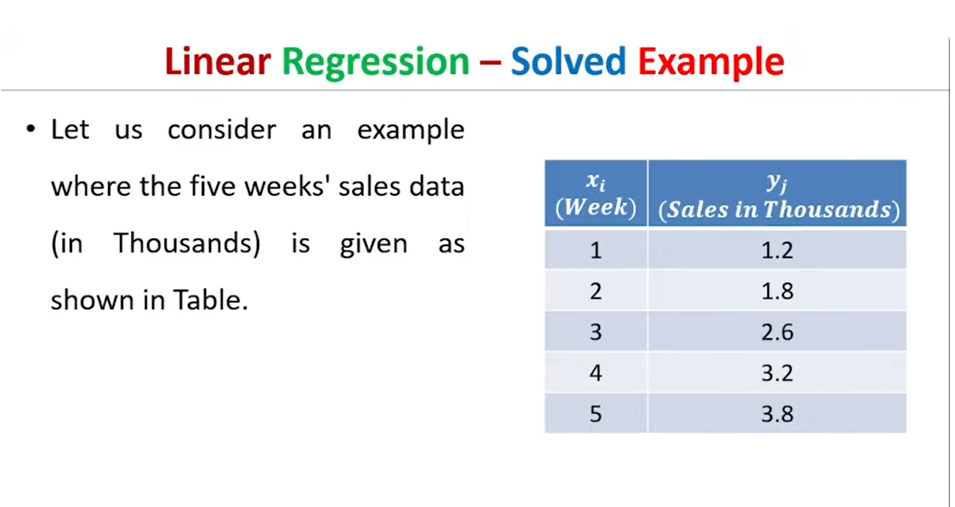 Linear Regression – Solved Example
• Let us consider an example
where the five weeks' sales data
(in Thousands) is given as
shown in Table.
xᵢ yⱼ
(Week) (Sales in Thousands)
1 1.2
2 1.8
3 2.6
4 3.2
5 3.8